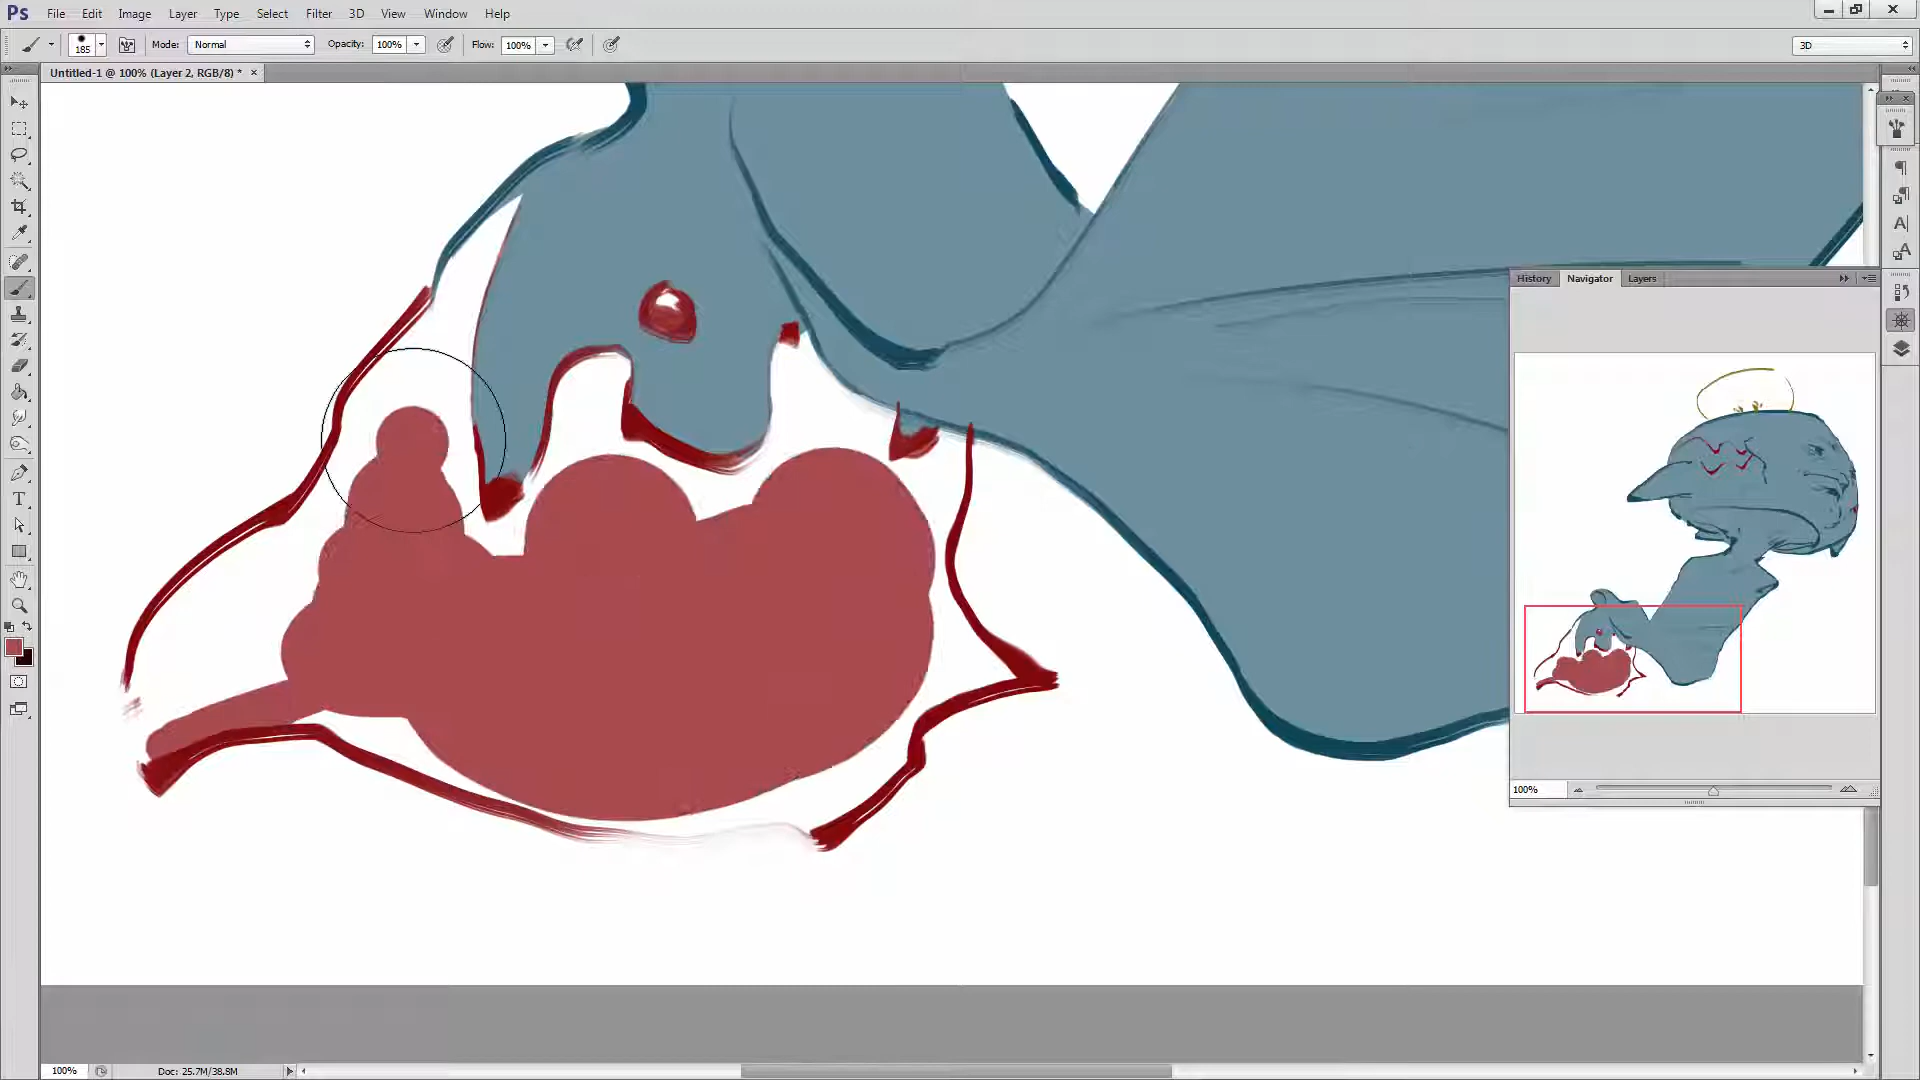 Ps File Edit Image Layer Type Select Filter 3D View Window Help
185 Mode: Normal Opacity: 100% Flow: 100% 3D
Untitled-1 @ 100% (Layer 2, RGB/8) * ×
History Navigator Layers
100%
100% Doc: 25.7M/38.8M